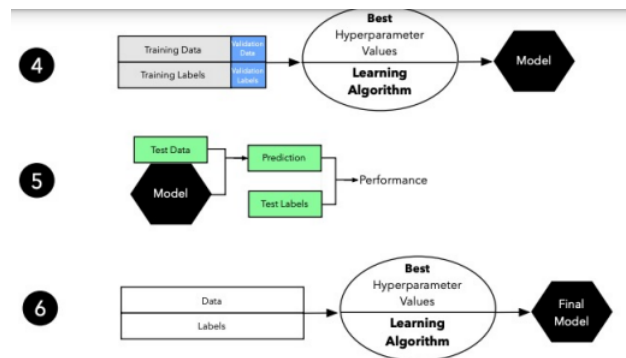 4
Training Data
Validation
Data
Training Labels
Validation
Labels
Best
Hyperparameter
Values
Learning
Algorithm
Model
5
Test Data
Model
Prediction
Test Labels
Performance
6
Data
Labels
Best
Hyperparameter
Values
Learning
Algorithm
Final
Model